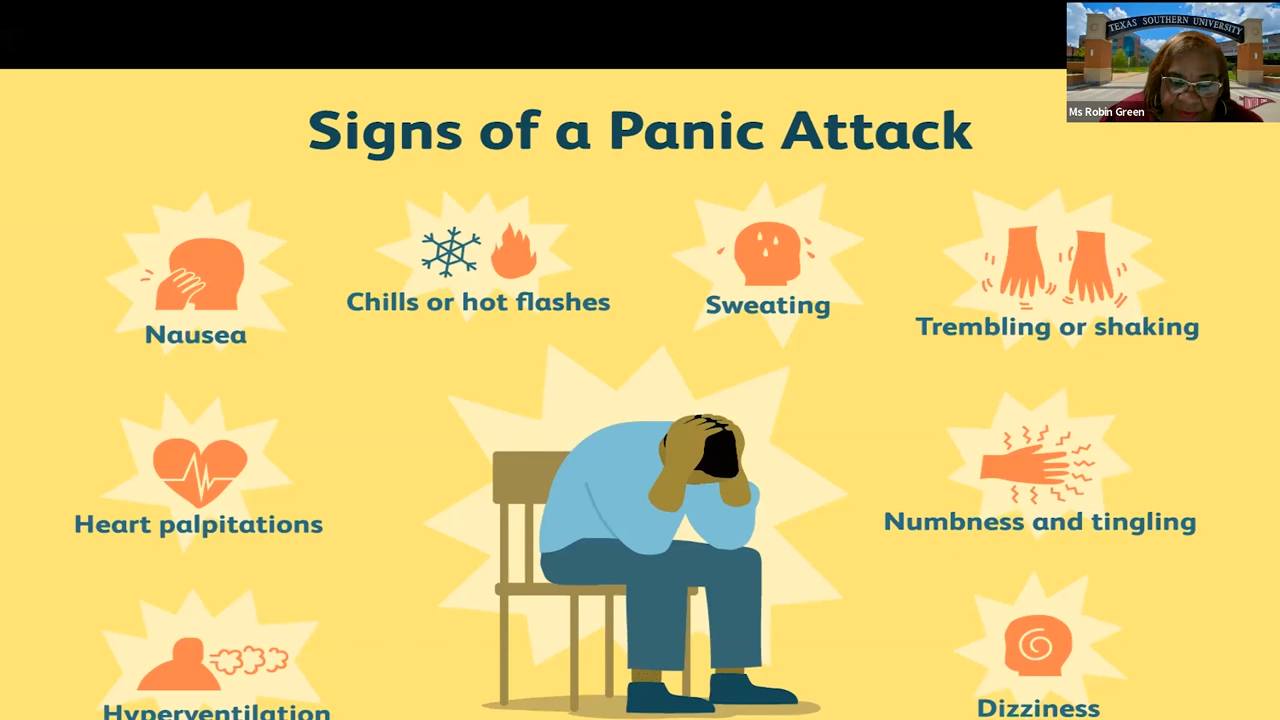 TEXAS SOUTHERN UNIVERSITY
Ms Robin Green
Signs of a Panic Attack
Nausea
Chills or hot flashes
Sweating
Trembling or shaking
Heart palpitations
Numbness and tingling
Hyperventilation
Dizziness